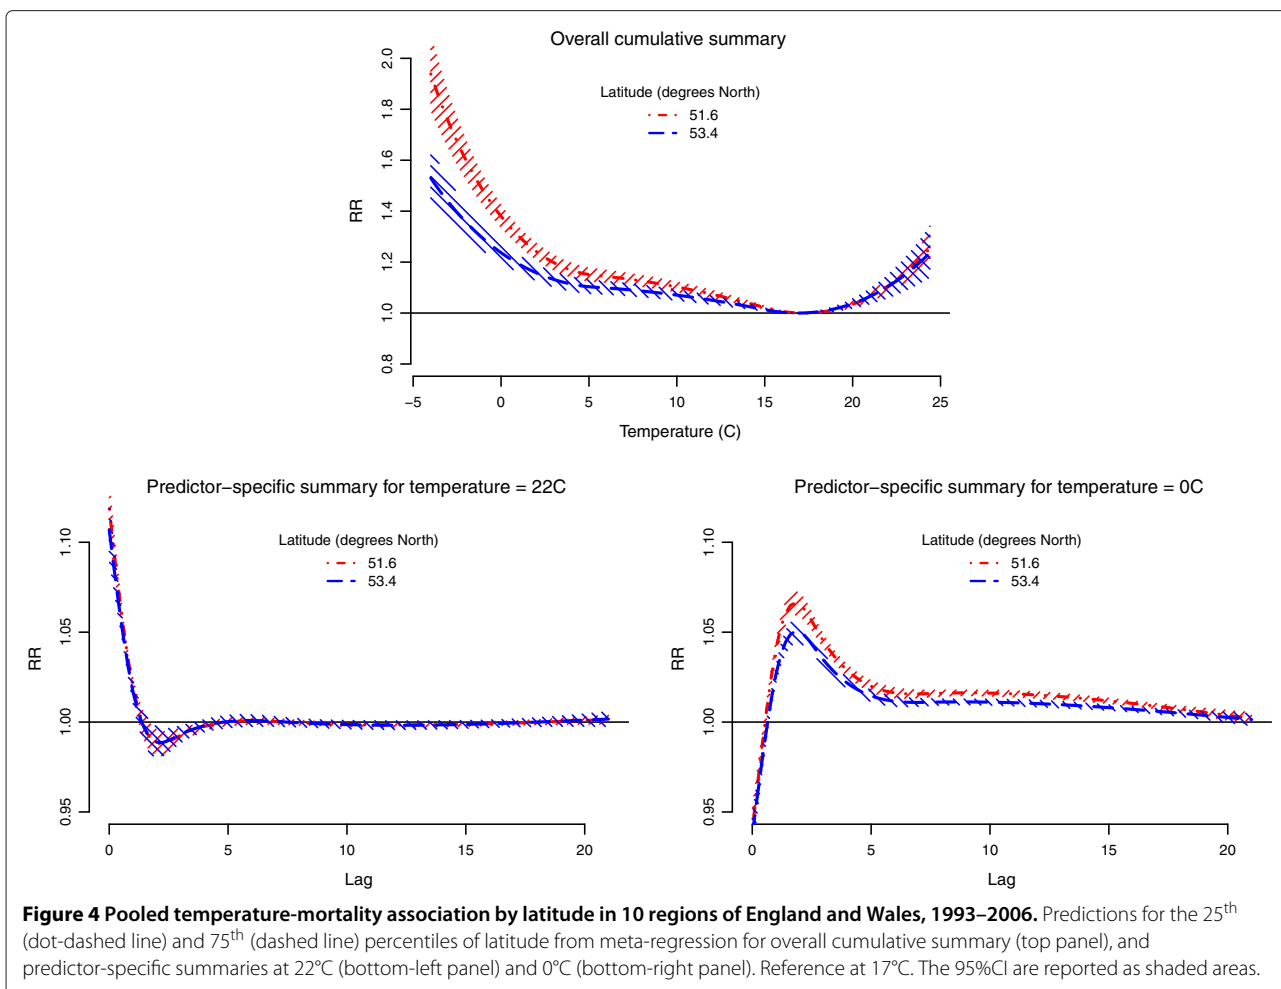 Overall cumulative summary
Latitude (degrees North)
51.6
53.4
RR
0.8 1.0 1.2 1.4 1.6 1.8 2.0
−5 0 5 10 15 20 25
Temperature (C)
Predictor−specific summary for temperature = 22C
Latitude (degrees North)
51.6
53.4
RR
0.95 1.00 1.05 1.10
0 5 10 15 20
Lag
Predictor−specific summary for temperature = 0C
Latitude (degrees North)
51.6
53.4
RR
0.95 1.00 1.05 1.10
0 5 10 15 20
Lag
Figure 4 Pooled temperature-mortality association by latitude in 10 regions of England and Wales, 1993–2006. Predictions for the 25th
(dot-dashed line) and 75th (dashed line) percentiles of latitude from meta-regression for overall cumulative summary (top panel), and
predictor-specific summaries at 22°C (bottom-left panel) and 0°C (bottom-right panel). Reference at 17°C. The 95%CI are reported as shaded areas.